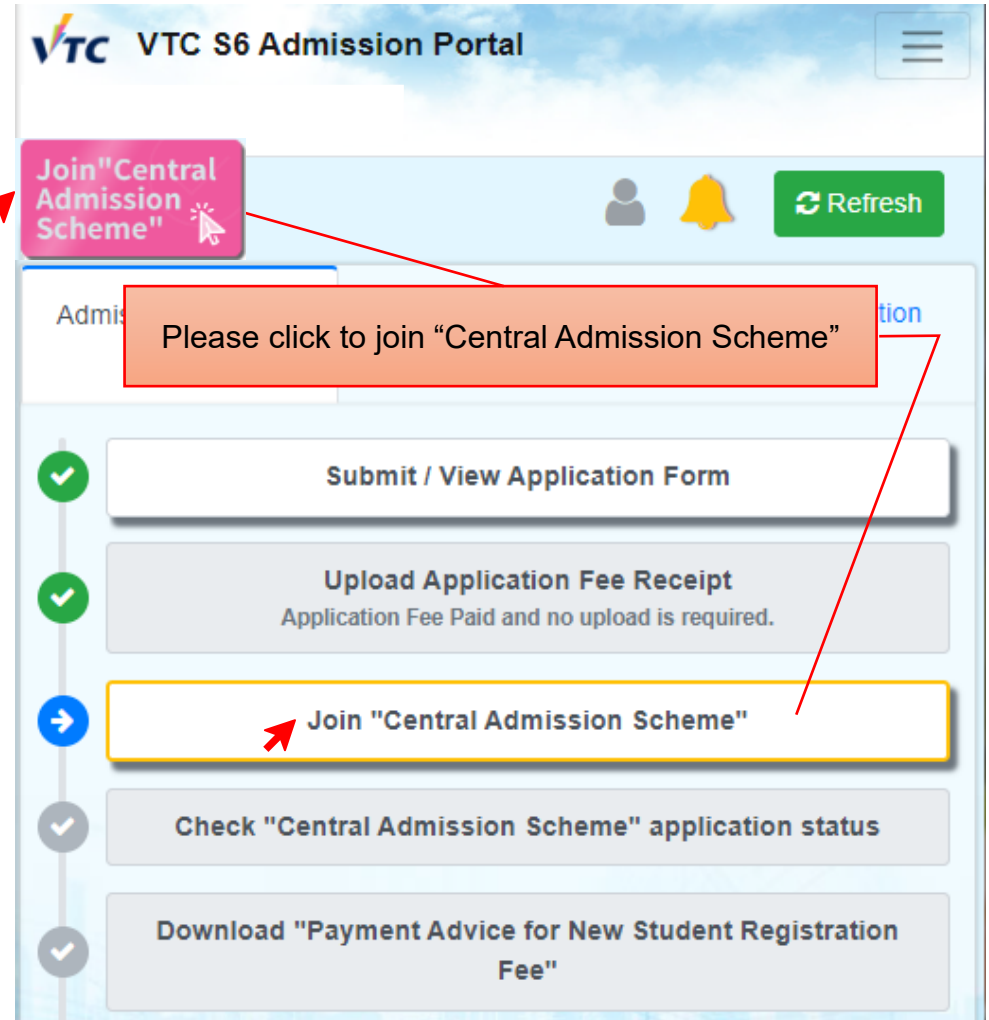 VTC VTC S6 Admission Portal
Join"Central
Admission
Scheme"
Refresh
Please click to join “Central Admission Scheme”
Submit / View Application Form
Upload Application Fee Receipt
Application Fee Paid and no upload is required.
Join "Central Admission Scheme"
Check "Central Admission Scheme" application status
Download "Payment Advice for New Student Registration
Fee"